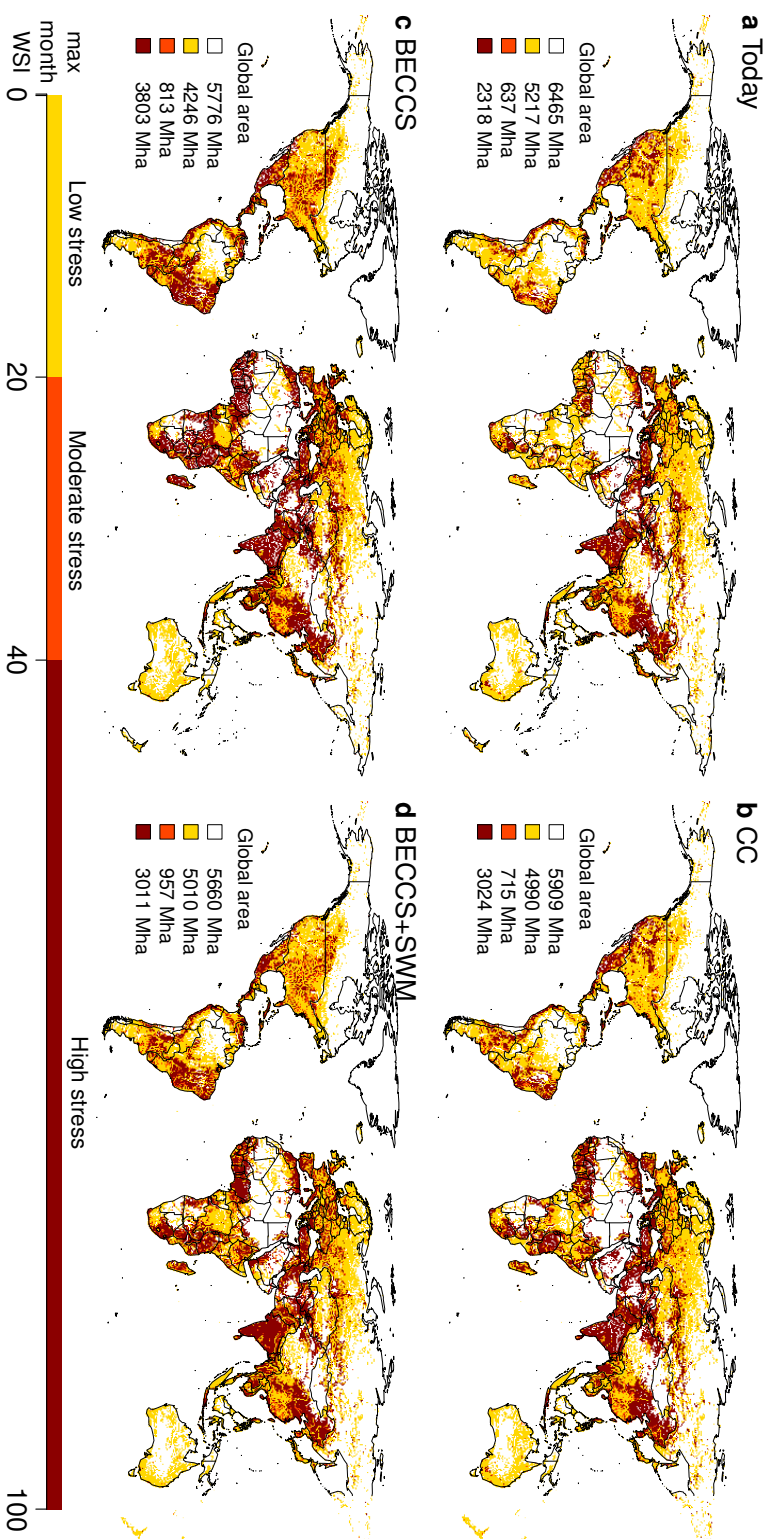 a Today
Global area
6465 Mha
5217 Mha
637 Mha
2318 Mha
b CC
Global area
5909 Mha
4990 Mha
715 Mha
3024 Mha
c BECCS
Global area
5776 Mha
4246 Mha
813 Mha
3803 Mha
d BECCS+SWM
Global area
5660 Mha
5010 Mha
957 Mha
3011 Mha
max
month
WSI
Low stress
Moderate stress
High stress
0
20
40
100